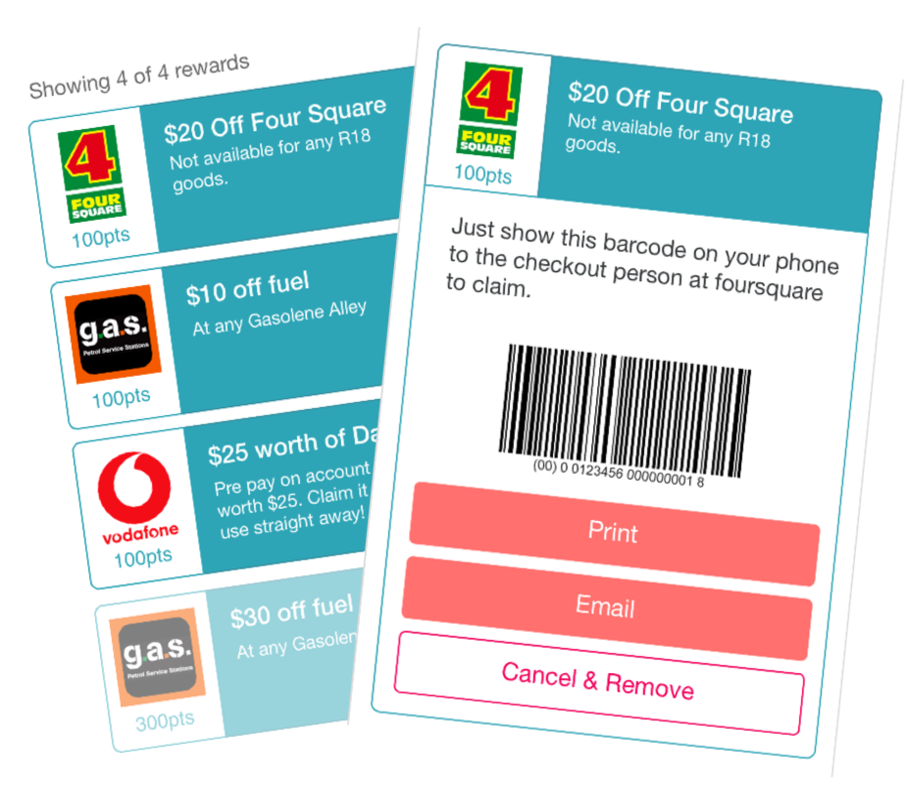 Showing 4 of 4 rewards
4
FOUR
SQUARE
100pts
$20 Off Four Square
Not available for any R18
goods.
g.a.s.
Petrol Service Stations
100pts
$10 off fuel
At any Gasolene Alley
vodafone
100pts
$25 worth of Da
Pre pay on account
worth $25. Claim it
use straight away!
g.a.s.
Petrol Service Stations
300pts
$30 off fuel
At any Gasolen
4
FOUR
SQUARE
100pts
$20 Off Four Square
Not available for any R18
goods.
Just show this barcode on your phone
to the checkout person at foursquare
to claim.
(00) 0 0123456 000000001 8
Print
Email
Cancel & Remove